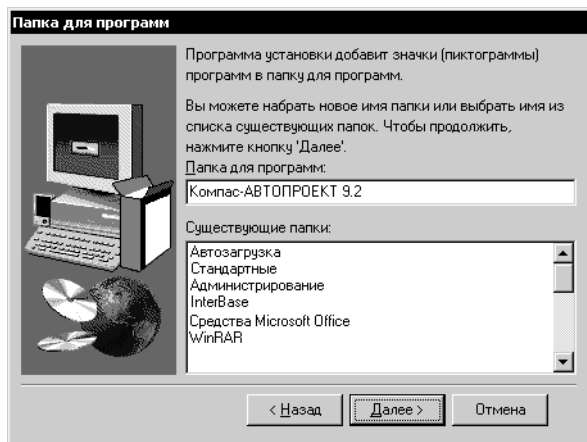 Папка для программ
Программа установки добавит значки (пиктограммы)
программ в папку для программ.
Вы можете набрать новое имя папки или выбрать имя из
списка существующих папок. Чтобы продолжить,
нажмите кнопку 'Далее'.
Папка для программ:
Компас-АВТОПРОЕКТ 9.2
Существующие папки:
Автозагрузка
Стандартные
Администрирование
InterBase
Средства Microsoft Office
WinRAR
< Назад Далее > Отмена